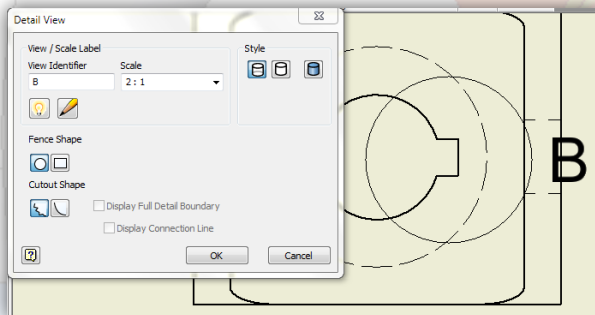 Detail View
View / Scale Label
View Identifier
Scale
B
2 : 1
Style
Fence Shape
Cutout Shape
Display Full Detail Boundary
Display Connection Line
?
OK
Cancel
B